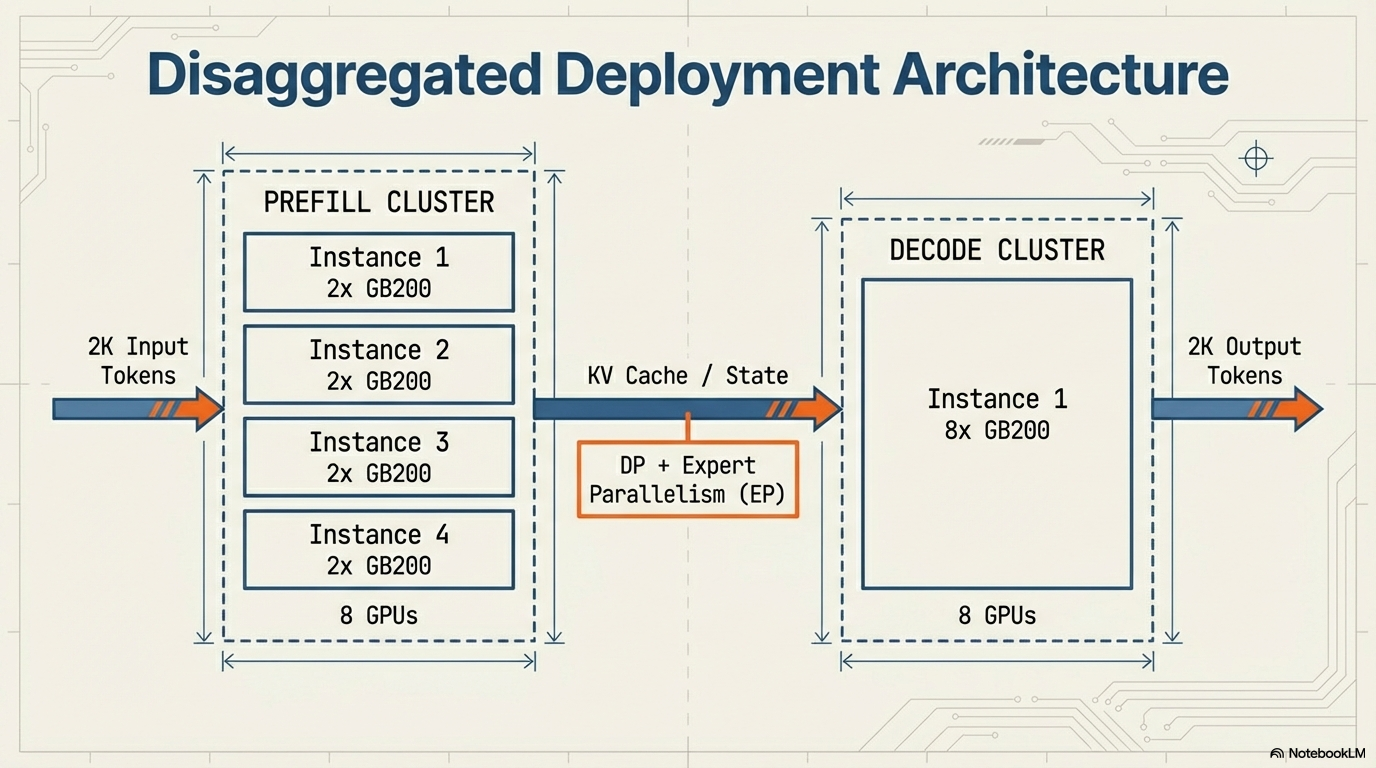 Disaggregated Deployment Architecture
PREFILL CLUSTER
Instance 1
2x GB200
Instance 2
2x GB200
Instance 3
2x GB200
Instance 4
2x GB200
8 GPUs
2K Input
Tokens
KV Cache / State
DP + Expert
Parallelism (EP)
DECODE CLUSTER
Instance 1
8x GB200
8 GPUs
2K Output
Tokens
NotebookLM